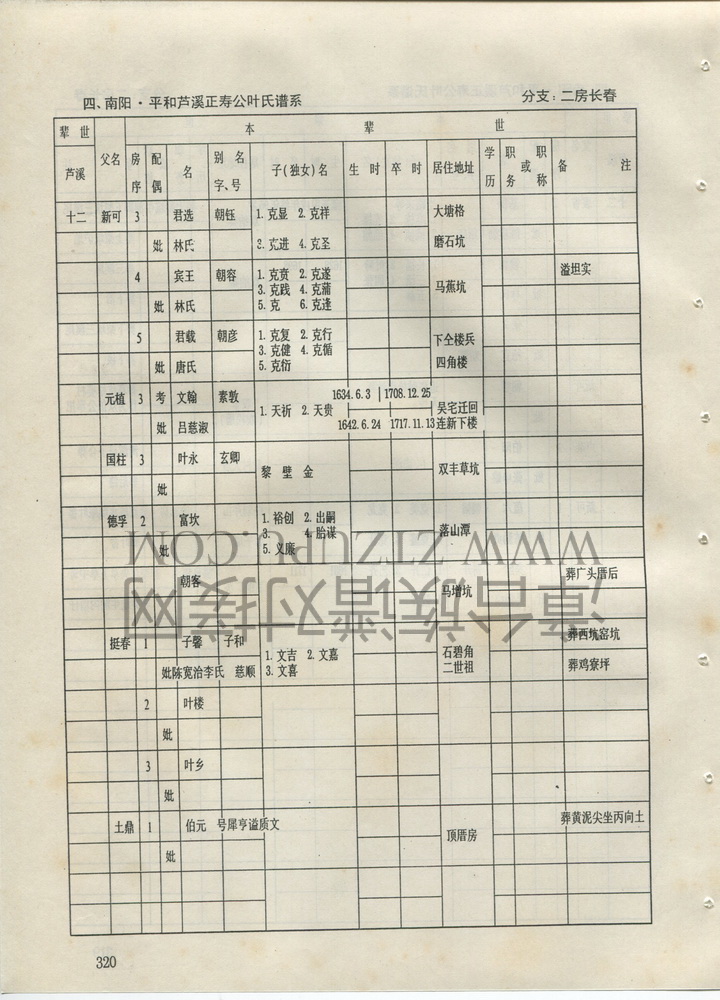 四、南阳·平和芦溪正寿公叶氏谱系 分支：二房长春
辈世 本辈世
芦溪 父名 房序 配偶 名 别名字、号 子(独女)名 生时 卒时 居住地址 学历 职务或职称 备注
十二 新可 3 君选 朝钰 1.克显 2.克祥 大塘格
妣 林氏 3.克进 4.克圣 磨石坑
4 宾王 朝容 1.克贲 2.克遂 溢坦实
3.克践 4.克蒲 马蕉坑
妣 林氏 5.克 6.克逢
5 君载 朝彦 1.克复 2.克行 下仝楼兵
3.克健 4.克循
妣 唐氏 5.克衍 四角楼
元植 3 考 文翰 素敦 1634.6.3 1708.12.25
1.天祈 2.天贵 吴宅迁回
妣 吕慈淑 1642.6.24 1717.11.13 连新下楼
国柱 3 叶永 玄卿
黎壁金 双丰草坑
妣
德孚 2 富坎 1.裕创 2.出嗣
3. 4.胎谋 落山潭
妣 5.义廉
朝客 葬广头厝后
马增坑
挺春 1 子馨 子和 葬西坑窑坑
1.文吉 2.文嘉 石碧角
妣陈宽治李氏 慈顺 3.文喜 二世祖 葬鸡寮坪
2 叶楼
妣
3 叶乡
妣
土鼎 1 伯元 号犀亨谥质文 葬黄泥尖坐丙向土
顶厝房
妣
320
WWW.ZTZUPU.COM
谭台族谱对接网